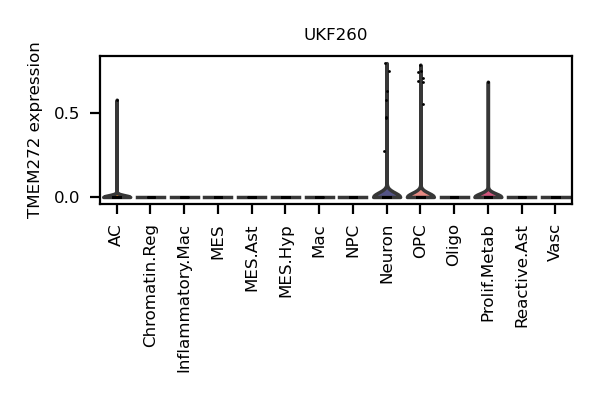 UKF260
TMEM272 expression
0.5
0.0
AC
Chromatin.Reg
Inflammatory.Mac
MES
MES.Ast
MES.Hyp
Mac
NPC
Neuron
OPC
Oligo
Prolif.Metab
Reactive.Ast
Vasc